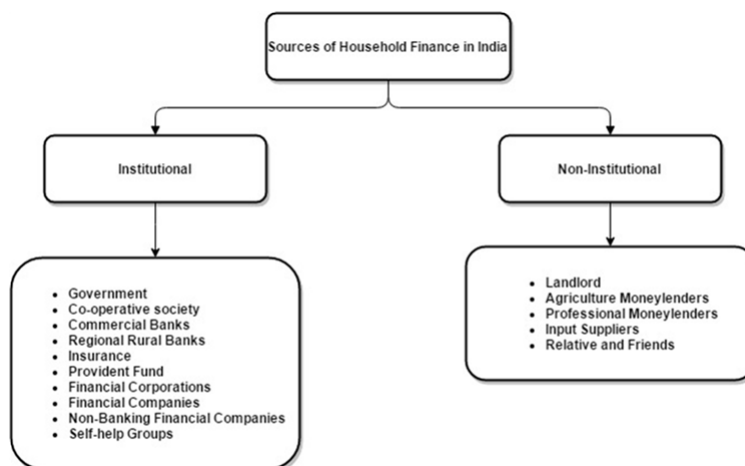 Sources of Household Finance in India
Institutional
Non-Institutional
Government
Co-operative society
Commercial Banks
Regional Rural Banks
Insurance
Provident Fund
Financial Corporations
Financial Companies
Non-Banking Financial Companies
Self-help Groups
Landlord
Agriculture Moneylenders
Professional Moneylenders
Input Suppliers
Relative and Friends